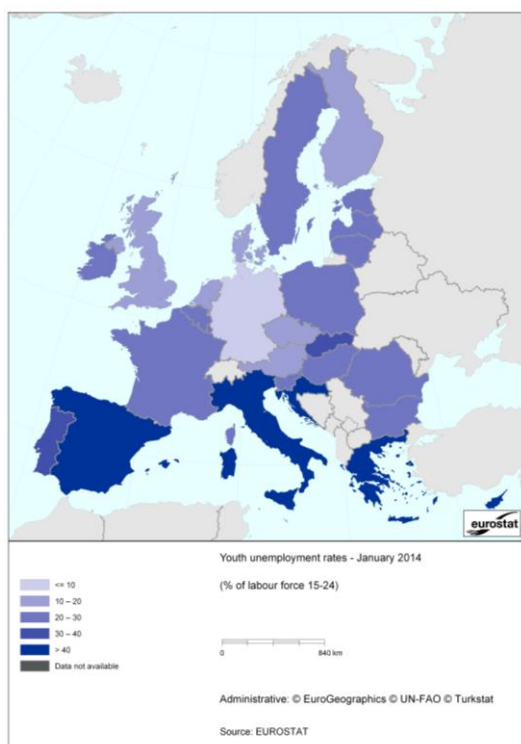 eurostat
Youth unemployment rates - January 2014
(% of labour force 15-24)
<= 10
10 – 20
20 – 30
30 – 40
> 40
Data not available
0 840 km
Administrative: © EuroGeographics © UN-FAO © Turkstat
Source: EUROSTAT